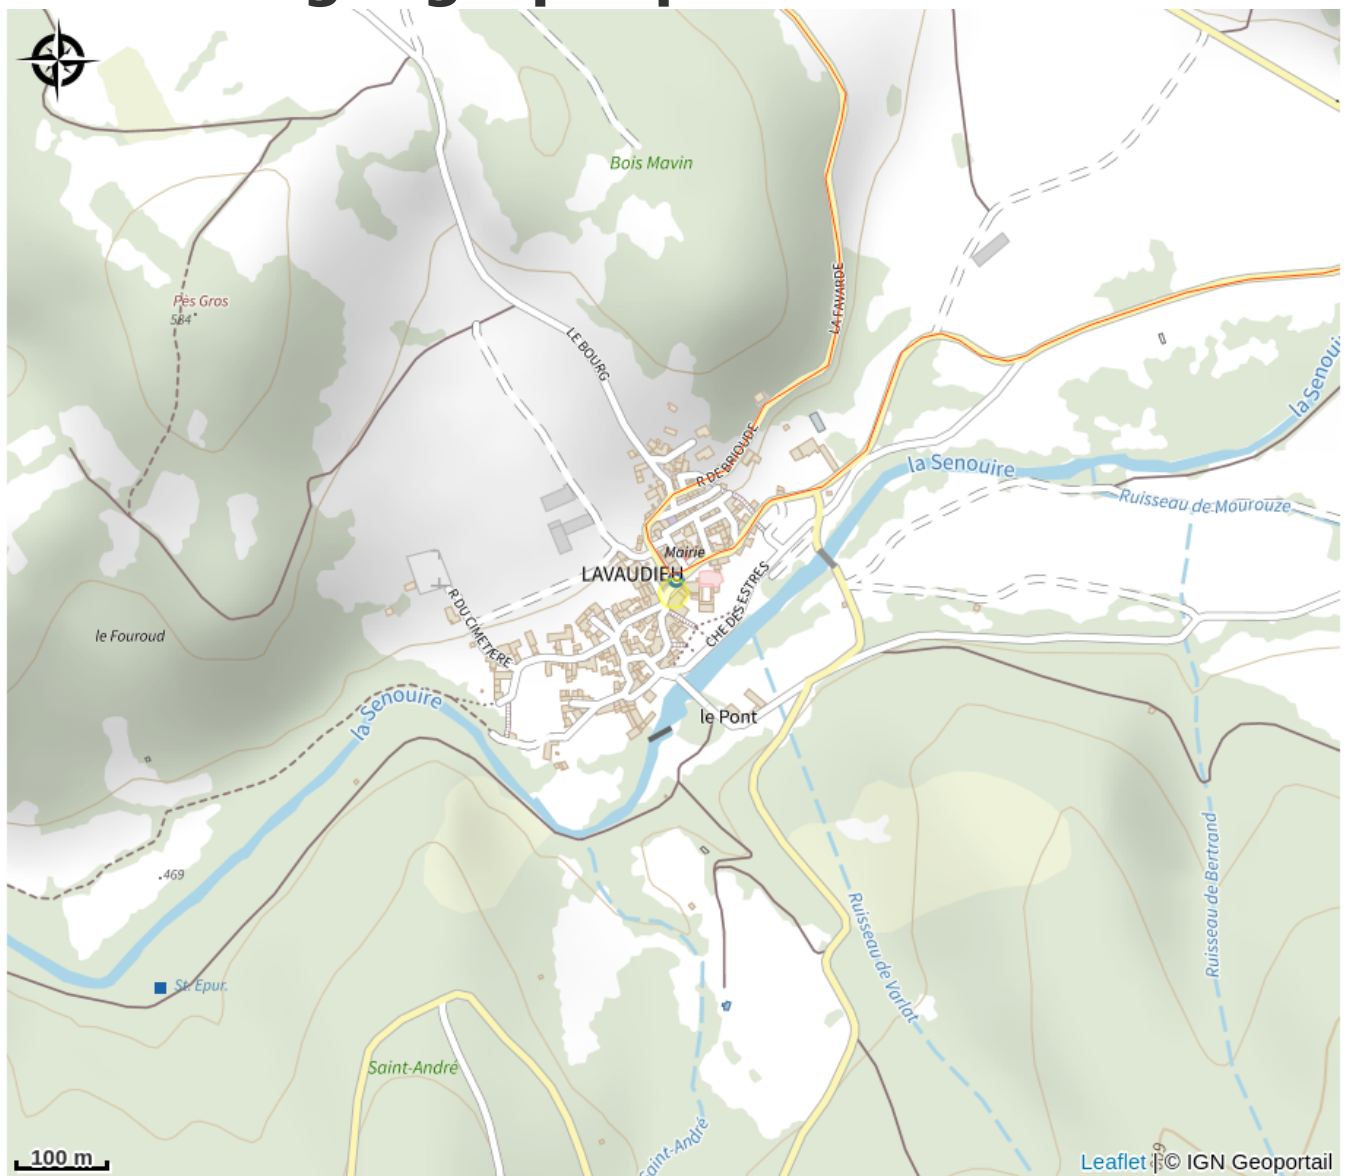 Bois Mavin
LA FAVARDE
Pès Gros
584
LE BOURG
la Senouire
R DE BRIOUDE
la Senouire
Ruisseau de Mourouze
Mairie
LAVAUDIEU
CHE DES ESTRES
R DU CIMETIERE
le Fouroud
la Senouire
le Pont
469
Ruisseau de Bertrand
Ruisseau de Varlat
St. Epur.
Saint-André
100 m
Leaflet | © IGN Geoportail